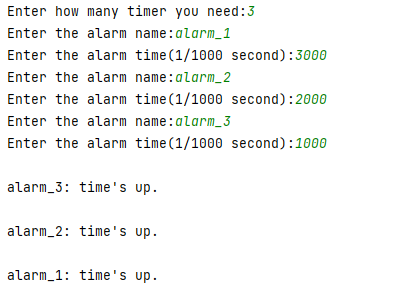 Enter how many timer you need:3
Enter the alarm name:alarm_1
Enter the alarm time(1/1000 second):3000
Enter the alarm name:alarm_2
Enter the alarm time(1/1000 second):2000
Enter the alarm name:alarm_3
Enter the alarm time(1/1000 second):1000
alarm_3: time's up.
alarm_2: time's up.
alarm_1: time's up.